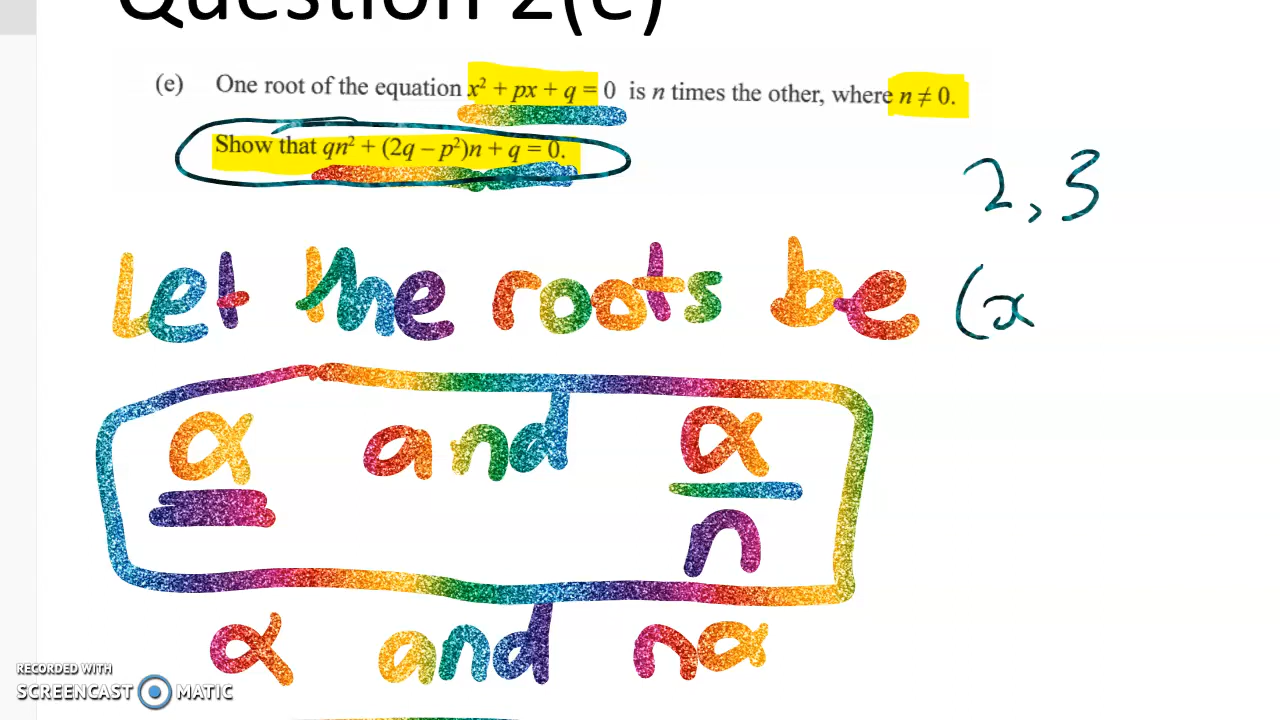 Question 2(e)
(e) One root of the equation x² + px + q = 0 is n times the other, where n ≠ 0.
Show that qn² + (2q − p²)n + q = 0.
2, 3
Let the roots be
(x
α and α/n
α and nα
RECORDED WITH
SCREENCAST MATIC